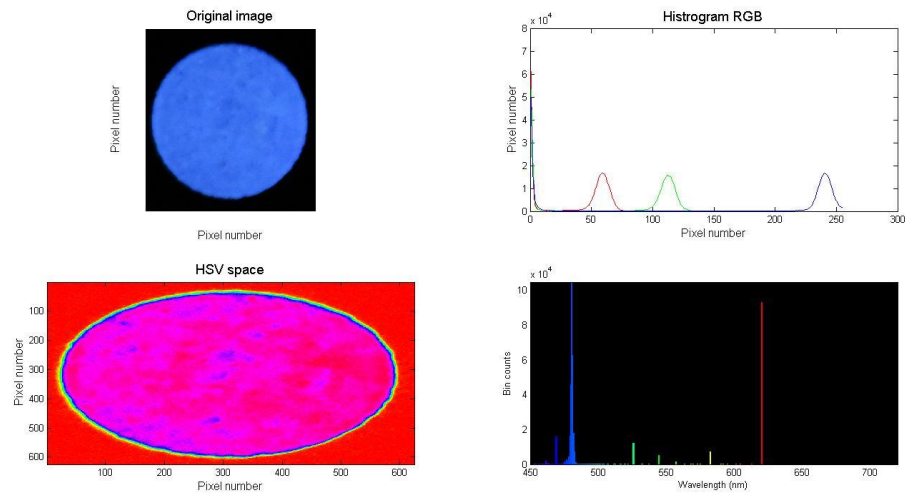 Original image
Pixel number
Pixel number
Histrogram RGB
x 10^4
8
7
6
5
4
3
2
1
0
Pixel number
0 50 100 150 200 250 300
Pixel number
HSV space
100
200
300
400
500
600
Pixel number
100 200 300 400 500 600
Pixel number
x 10^4
10
8
6
4
2
0
Bin counts
450 500 550 600 650 700
Wavelength (nm)